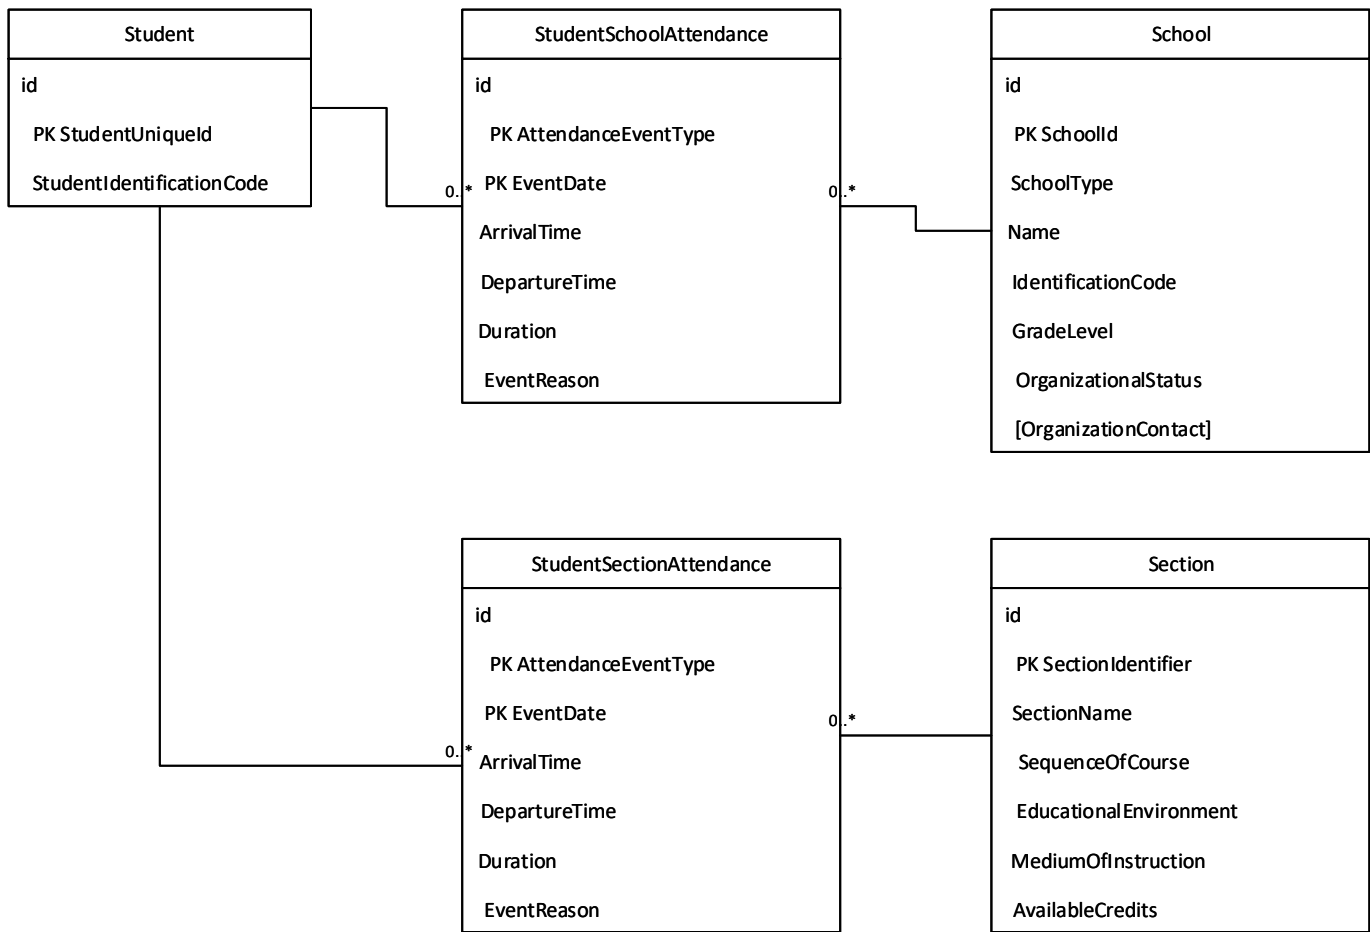 Student
id
PK StudentUniqueId
StudentIdentificationCode
StudentSchoolAttendance
id
PK AttendanceEventType
PK EventDate
ArrivalTime
DepartureTime
Duration
EventReason
0..*
0..*
School
id
PK SchoolId
SchoolType
Name
IdentificationCode
GradeLevel
OrganizationalStatus
[OrganizationContact]
StudentSectionAttendance
id
PK AttendanceEventType
PK EventDate
ArrivalTime
DepartureTime
Duration
EventReason
0..*
0..*
Section
id
PK SectionIdentifier
SectionName
SequenceOfCourse
EducationalEnvironment
MediumOfInstruction
AvailableCredits